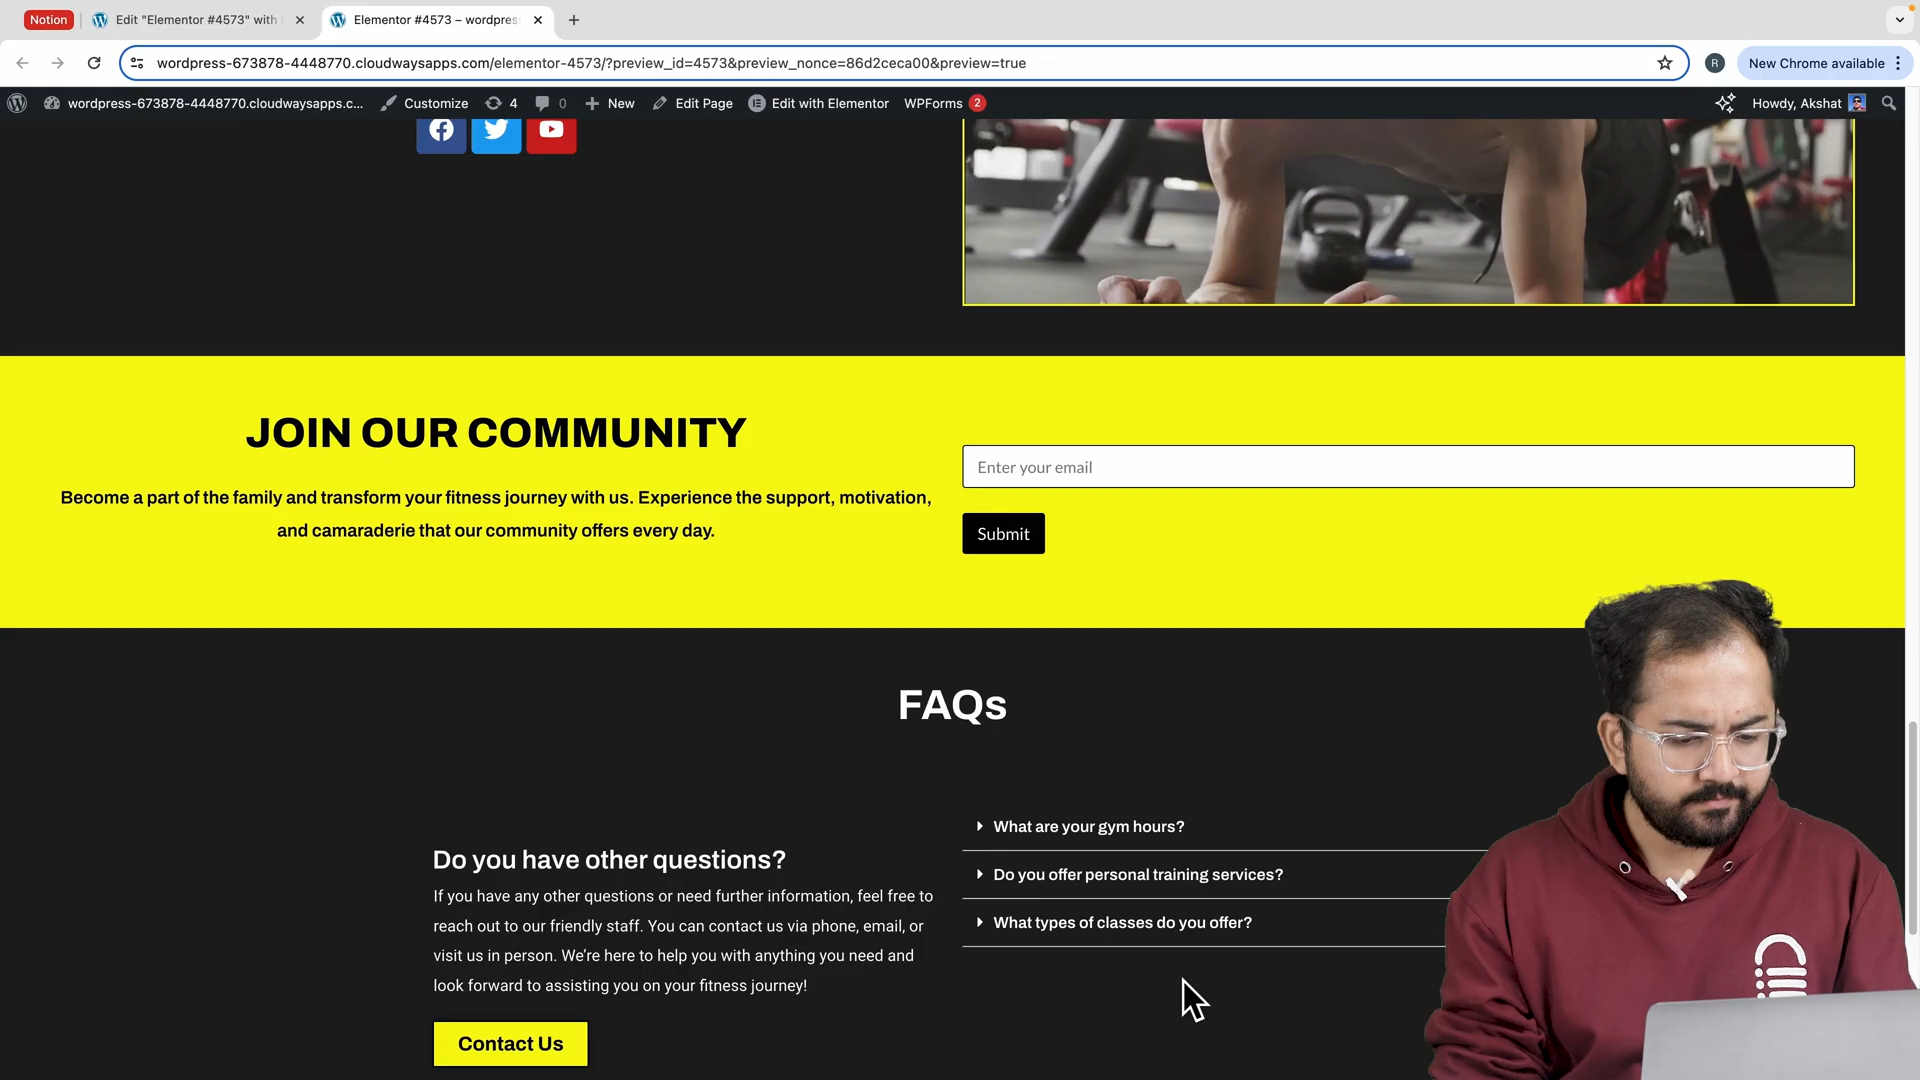 Notion
Edit "Elementor #4573" with
Elementor #4573 – wordpres
wordpress-673878-4448770.cloudwaysapps.com/elementor-4573/?preview_id=4573&preview_nonce=86d2ceca00&preview=true
R
New Chrome available
wordpress-673878-4448770.cloudwaysapps.c...
Customize
4
0
New
Edit Page
Edit with Elementor
WPForms 2
Howdy, Akshat
JOIN OUR COMMUNITY
Become a part of the family and transform your fitness journey with us. Experience the support, motivation,
and camaraderie that our community offers every day.
Enter your email
Submit
FAQs
Do you have other questions?
If you have any other questions or need further information, feel free to
reach out to our friendly staff. You can contact us via phone, email, or
visit us in person. We're here to help you with anything you need and
look forward to assisting you on your fitness journey!
Contact Us
What are your gym hours?
Do you offer personal training services?
What types of classes do you offer?